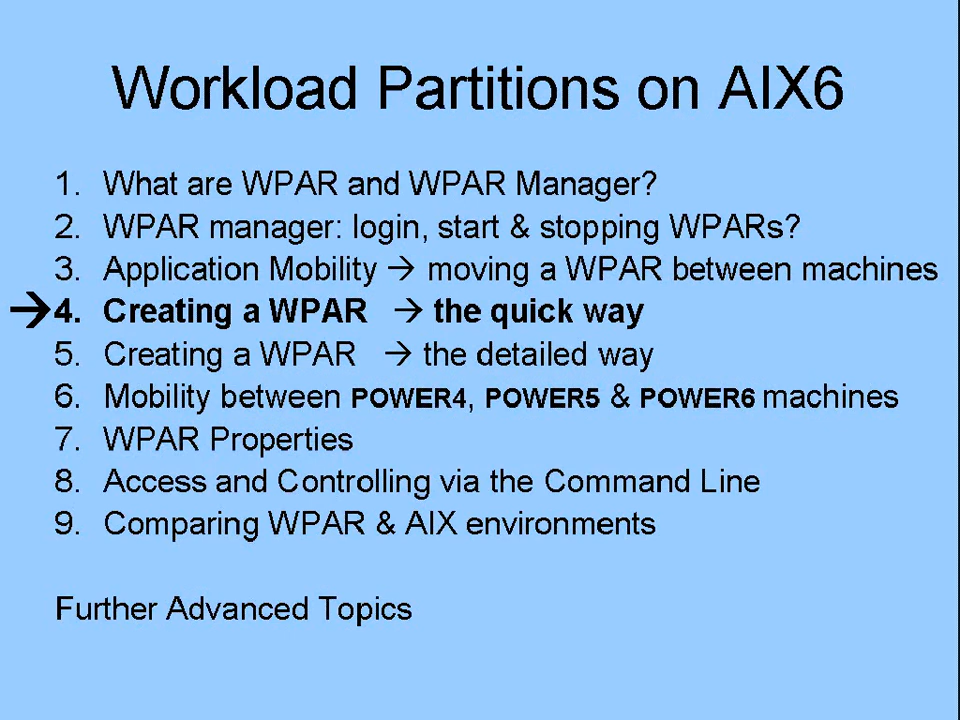 Workload Partitions on AIX6
1. What are WPAR and WPAR Manager?
2. WPAR manager: login, start & stopping WPARs?
3. Application Mobility → moving a WPAR between machines
→ 4. Creating a WPAR → the quick way
5. Creating a WPAR → the detailed way
6. Mobility between POWER4, POWER5 & POWER6 machines
7. WPAR Properties
8. Access and Controlling via the Command Line
9. Comparing WPAR & AIX environments
Further Advanced Topics